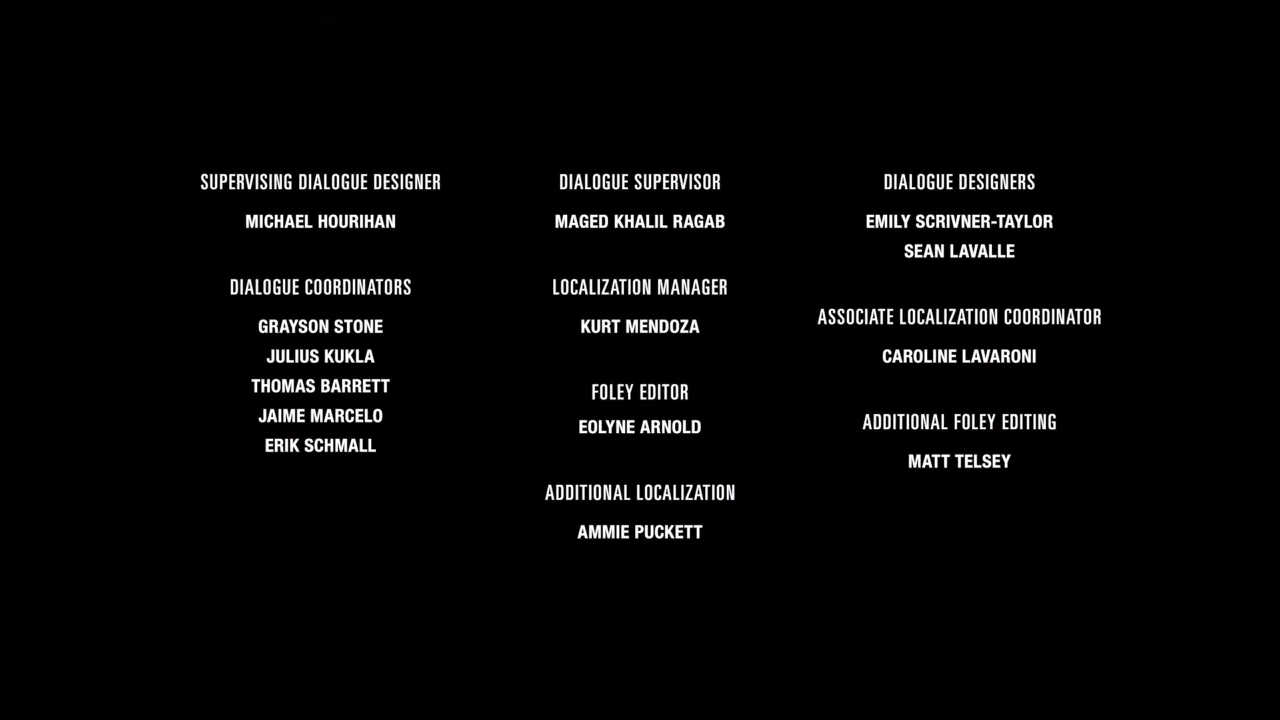 SUPERVISING DIALOGUE DESIGNER
MICHAEL HOURIHAN
DIALOGUE COORDINATORS
GRAYSON STONE
JULIUS KUKLA
THOMAS BARRETT
JAIME MARCELO
ERIK SCHMALL
DIALOGUE SUPERVISOR
MAGED KHALIL RAGAB
LOCALIZATION MANAGER
KURT MENDOZA
FOLEY EDITOR
EOLYNE ARNOLD
ADDITIONAL LOCALIZATION
AMMIE PUCKETT
DIALOGUE DESIGNERS
EMILY SCRIVNER-TAYLOR
SEAN LAVALLE
ASSOCIATE LOCALIZATION COORDINATOR
CAROLINE LAVARONI
ADDITIONAL FOLEY EDITING
MATT TELSEY